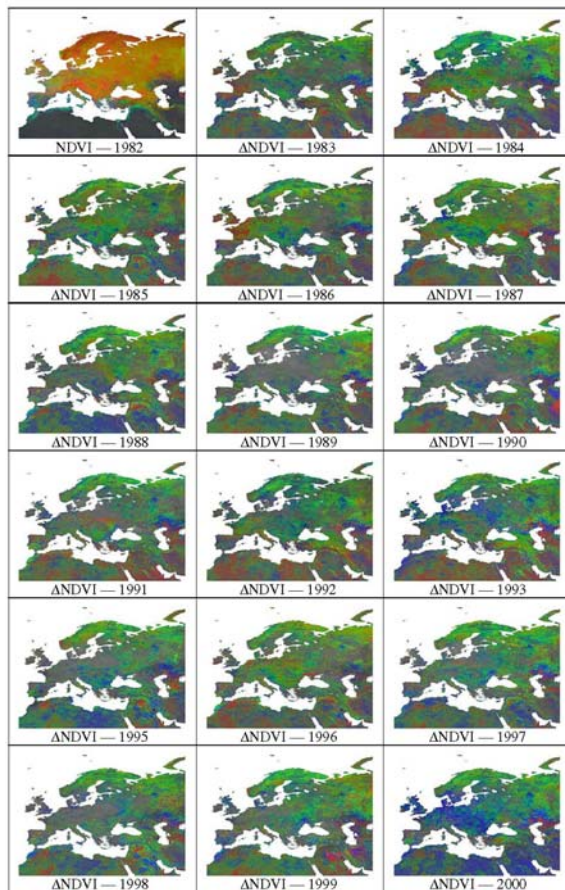 NDVI — 1982
ΔNDVI — 1983
ΔNDVI — 1984
ΔNDVI — 1985
ΔNDVI — 1986
ΔNDVI — 1987
ΔNDVI — 1988
ΔNDVI — 1989
ΔNDVI — 1990
ΔNDVI — 1991
ΔNDVI — 1992
ΔNDVI — 1993
ΔNDVI — 1995
ΔNDVI — 1996
ΔNDVI — 1997
ΔNDVI — 1998
ΔNDVI — 1999
ΔNDVI — 2000